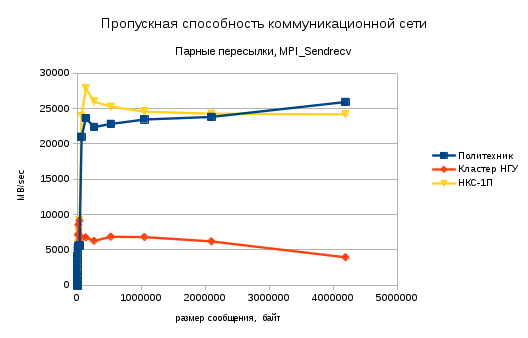 Пропускная способность коммуникационной сети
Парные пересылки, MPI_Sendrecv
30000
25000
20000
15000
10000
5000
0
MB/sec
0 1000000 2000000 3000000 4000000 5000000
размер сообщения, байт
Политехник
Кластер НГУ
НКС-1П